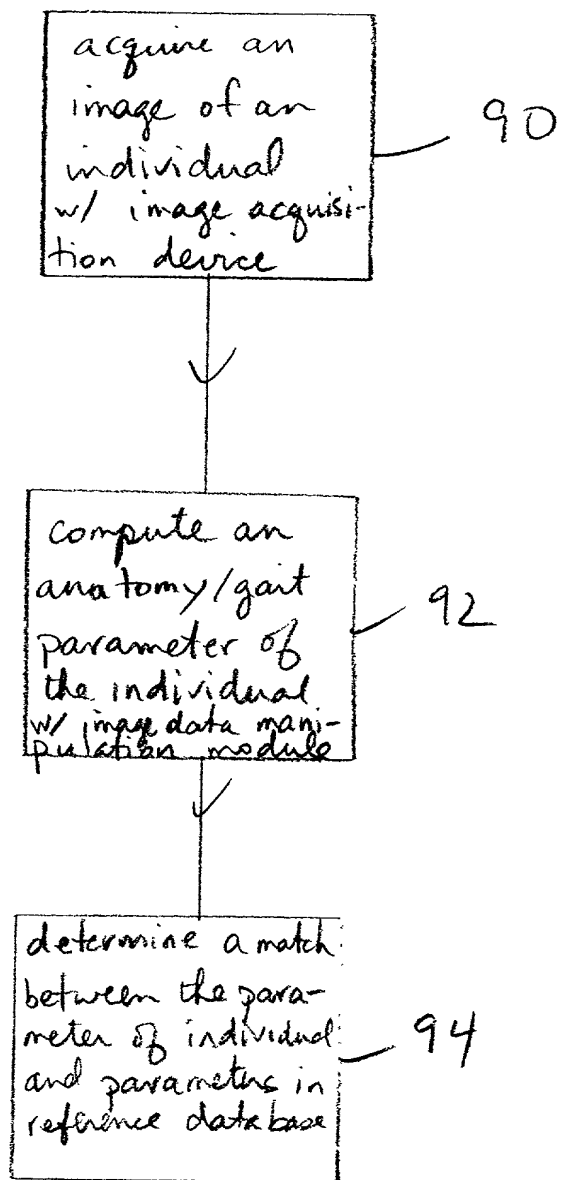 acquire an
image of an
individual
w/ image acquisi-
tion device
90
compute an
anatomy/gait
parameter of
the individual
w/ image data mani-
pulation module
92
determine a match
between the para-
meter of individual
and parameters in
reference database
94